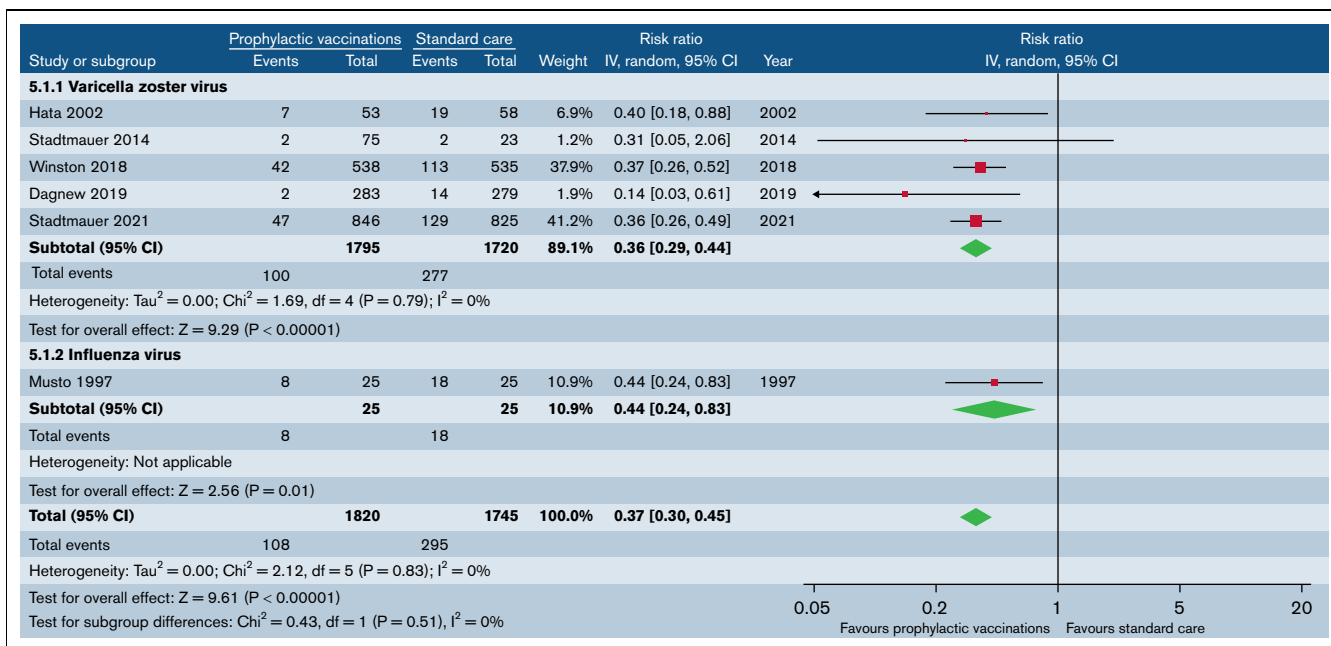 Prophylactic vaccinations Standard care Risk ratio Risk ratio
Study or subgroup Events Total Events Total Weight IV, random, 95% CI Year IV, random, 95% CI
5.1.1 Varicella zoster virus
Hata 2002 7 53 19 58 6.9% 0.40 [0.18, 0.88] 2002
Stadtmauer 2014 2 75 2 23 1.2% 0.31 [0.05, 2.06] 2014
Winston 2018 42 538 113 535 37.9% 0.37 [0.26, 0.52] 2018
Dagnew 2019 2 283 14 279 1.9% 0.14 [0.03, 0.61] 2019
Stadtmauer 2021 47 846 129 825 41.2% 0.36 [0.26, 0.49] 2021
Subtotal (95% CI) 1795 1720 89.1% 0.36 [0.29, 0.44]
Total events 100 277
Heterogeneity: Tau² = 0.00; Chi² = 1.69, df = 4 (P = 0.79); I² = 0%
Test for overall effect: Z = 9.29 (P < 0.00001)
5.1.2 Influenza virus
Musto 1997 8 25 18 25 10.9% 0.44 [0.24, 0.83] 1997
Subtotal (95% CI) 25 25 10.9% 0.44 [0.24, 0.83]
Total events 8 18
Heterogeneity: Not applicable
Test for overall effect: Z = 2.56 (P = 0.01)
Total (95% CI) 1820 1745 100.0% 0.37 [0.30, 0.45]
Total events 108 295
Heterogeneity: Tau² = 0.00; Chi² = 2.12, df = 5 (P = 0.83); I² = 0%
Test for overall effect: Z = 9.61 (P < 0.00001)
Test for subgroup differences: Chi² = 0.43, df = 1 (P = 0.51), I² = 0%
0.05 0.2 1 5 20
Favours prophylactic vaccinations Favours standard care